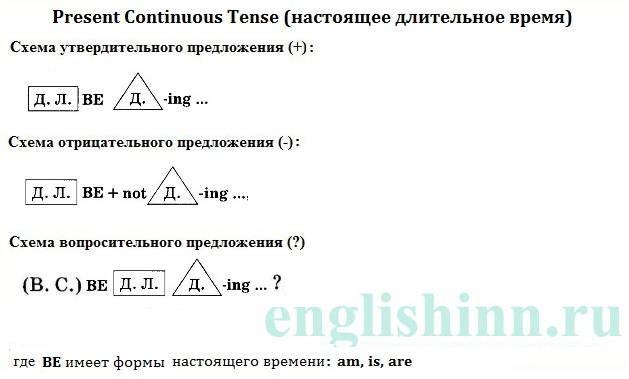 Present Continuous Tense (настоящее длительное время)
Схема утвердительного предложения (+):
Д. Л. BE Д. -ing ...
Схема отрицательного предложения (-):
Д. Л. BE + not Д. -ing ...,
Схема вопросительного предложения (?)
(В. С.) BE Д. Л. Д. -ing ... ?
englishinn.ru
где BE имеет формы настоящего времени: am, is, are